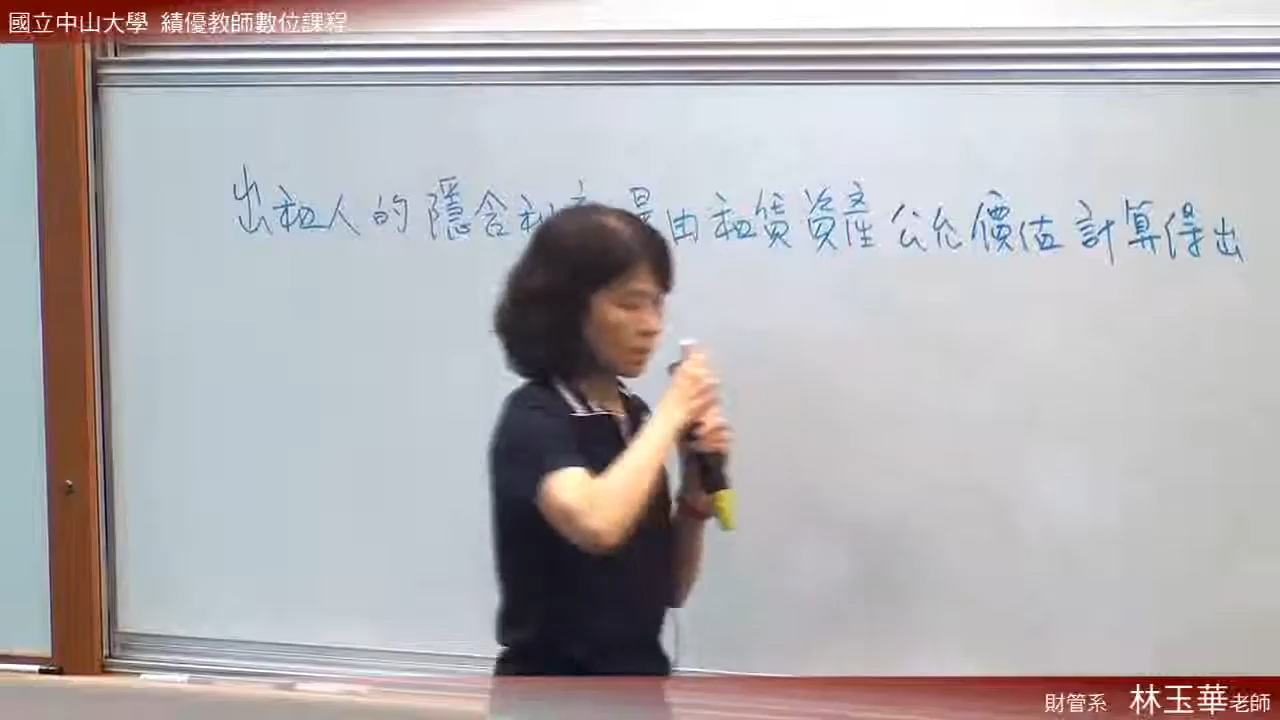 國立中山大學 績優教師數位課程
出租人的隱含利率是由租賃資產公允價值計算得出
財管系 林玉華老師